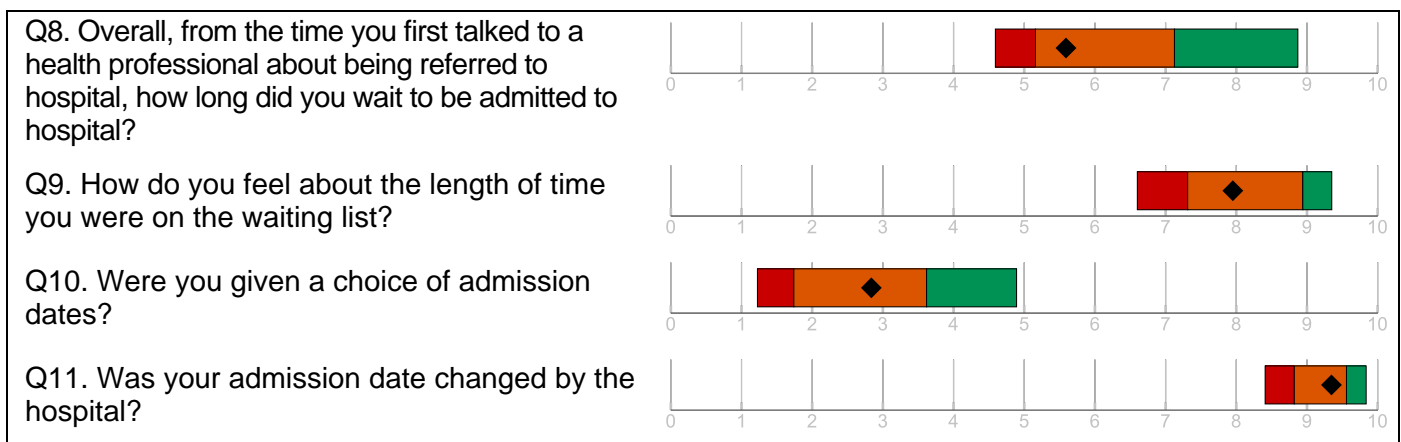 Q8. Overall, from the time you first talked to a
health professional about being referred to
hospital, how long did you wait to be admitted to
hospital?
0 1 2 3 4 5 6 7 8 9 10
Q9. How do you feel about the length of time
you were on the waiting list?
0 1 2 3 4 5 6 7 8 9 10
Q10. Were you given a choice of admission
dates?
0 1 2 3 4 5 6 7 8 9 10
Q11. Was your admission date changed by the
hospital?
0 1 2 3 4 5 6 7 8 9 10